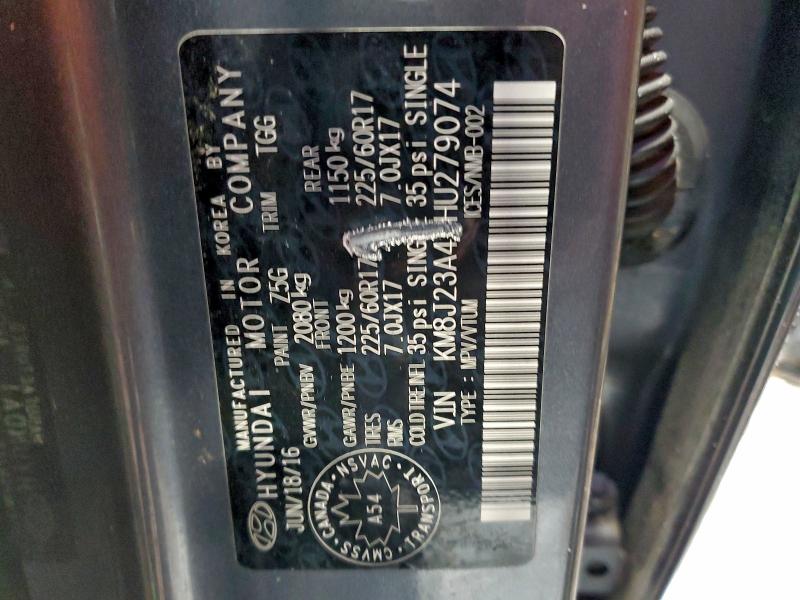 MANUFACTURED IN KOREA BY
HYUNDAI MOTOR COMPANY
JUN/18/16 PAINT Z5G TRIM TGG
GVWR/PNBV 2080kg
FRONT REAR
GAWR/PNBE 1200kg 1150kg
TIRES 225/60R17 225/60R17
RIMS 7.0JX17 7.0JX17
COLD TIRE INFL 35 psi SINGLE 35 psi SINGLE
VIN KM8J23A4 HU279074
TYPE : MPV/VTUM ICES/NMB-002
CMVSS · CANADA · NSVAC · TRANSPORT ·
A54